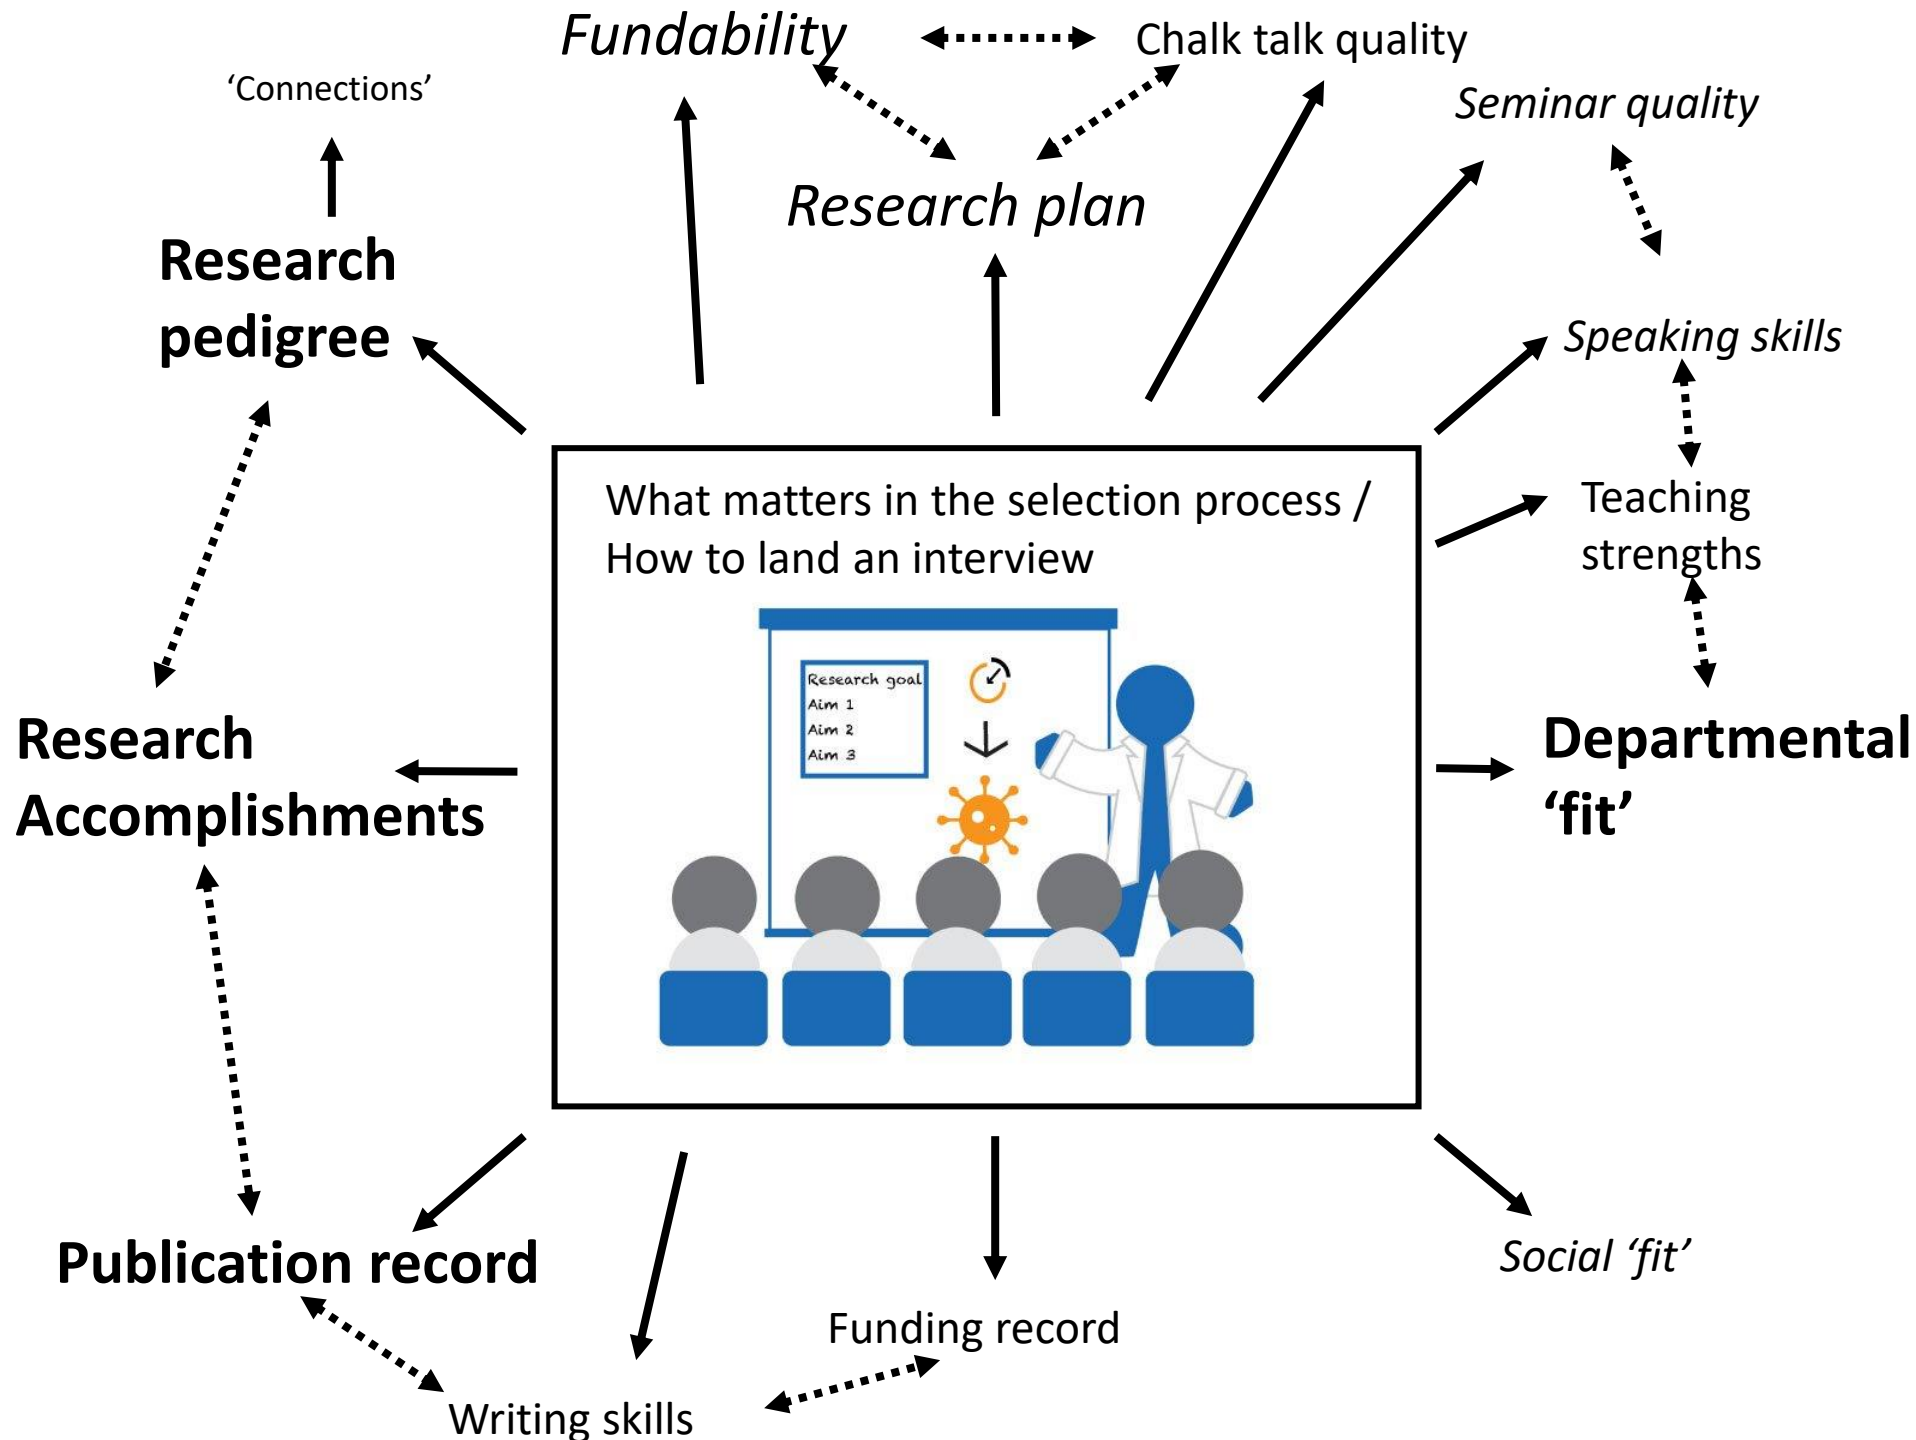 Fundability
Chalk talk quality
‘Connections’
Seminar quality
Research plan
Research
pedigree
Speaking skills
What matters in the selection process /
How to land an interview
Teaching
strengths
Research goal
Aim 1
Aim 2
Aim 3
Research
Accomplishments
Departmental
‘fit’
Publication record
Social ‘fit’
Funding record
Writing skills